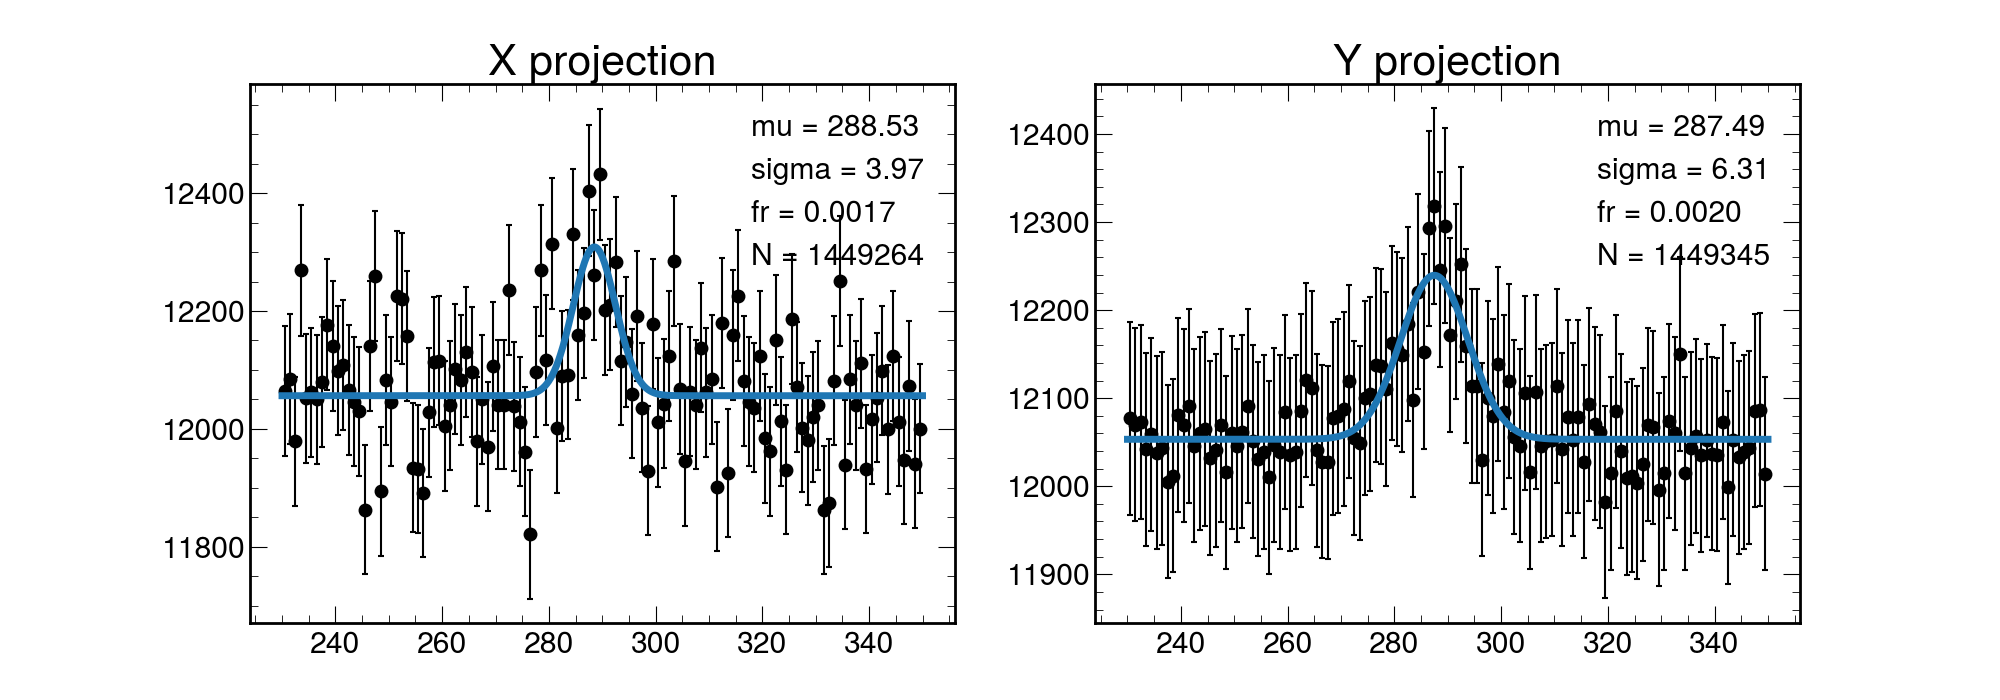 X projection
mu = 288.53
sigma = 3.97
fr = 0.0017
N = 1449264
12400
12200
12000
11800
240 260 280 300 320 340
Y projection
mu = 287.49
sigma = 6.31
fr = 0.0020
N = 1449345
12400
12300
12200
12100
12000
11900
240 260 280 300 320 340